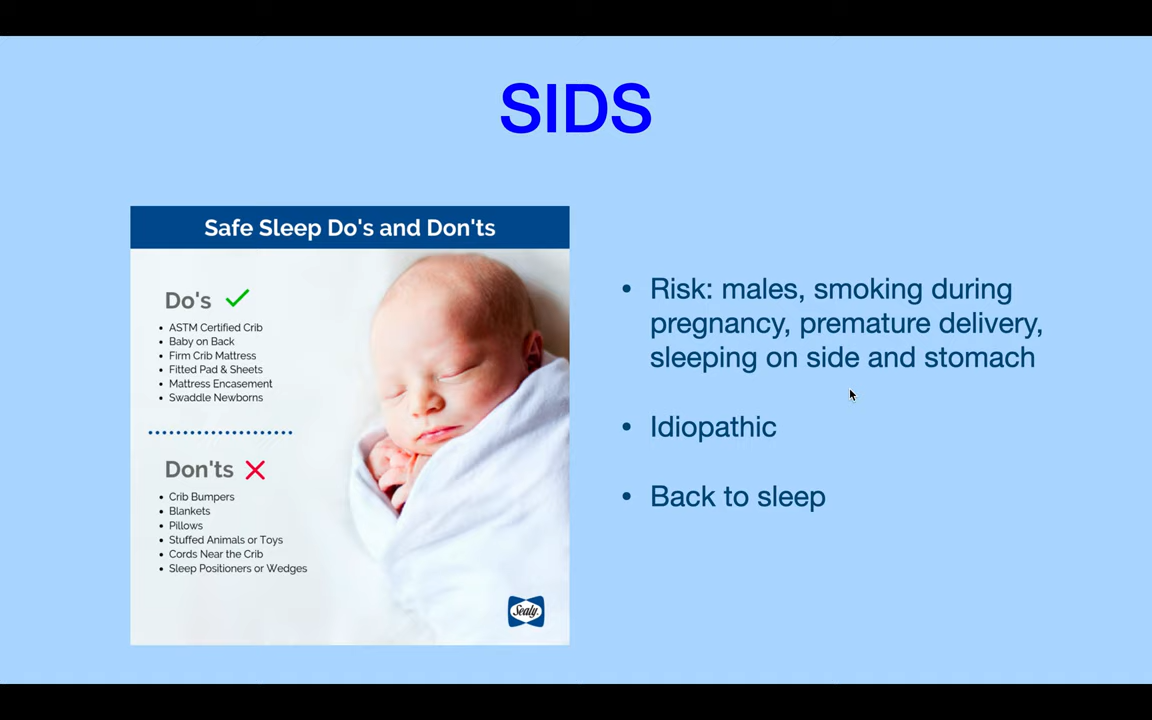 SIDS
Safe Sleep Do's and Don'ts
Do's
• ASTM Certified Crib
• Baby on Back
• Firm Crib Mattress
• Fitted Pad & Sheets
• Mattress Encasement
• Swaddle Newborns
Don'ts
• Crib Bumpers
• Blankets
• Pillows
• Stuffed Animals or Toys
• Cords Near the Crib
• Sleep Positioners or Wedges
Sealy
• Risk: males, smoking during
pregnancy, premature delivery,
sleeping on side and stomach
• Idiopathic
• Back to sleep